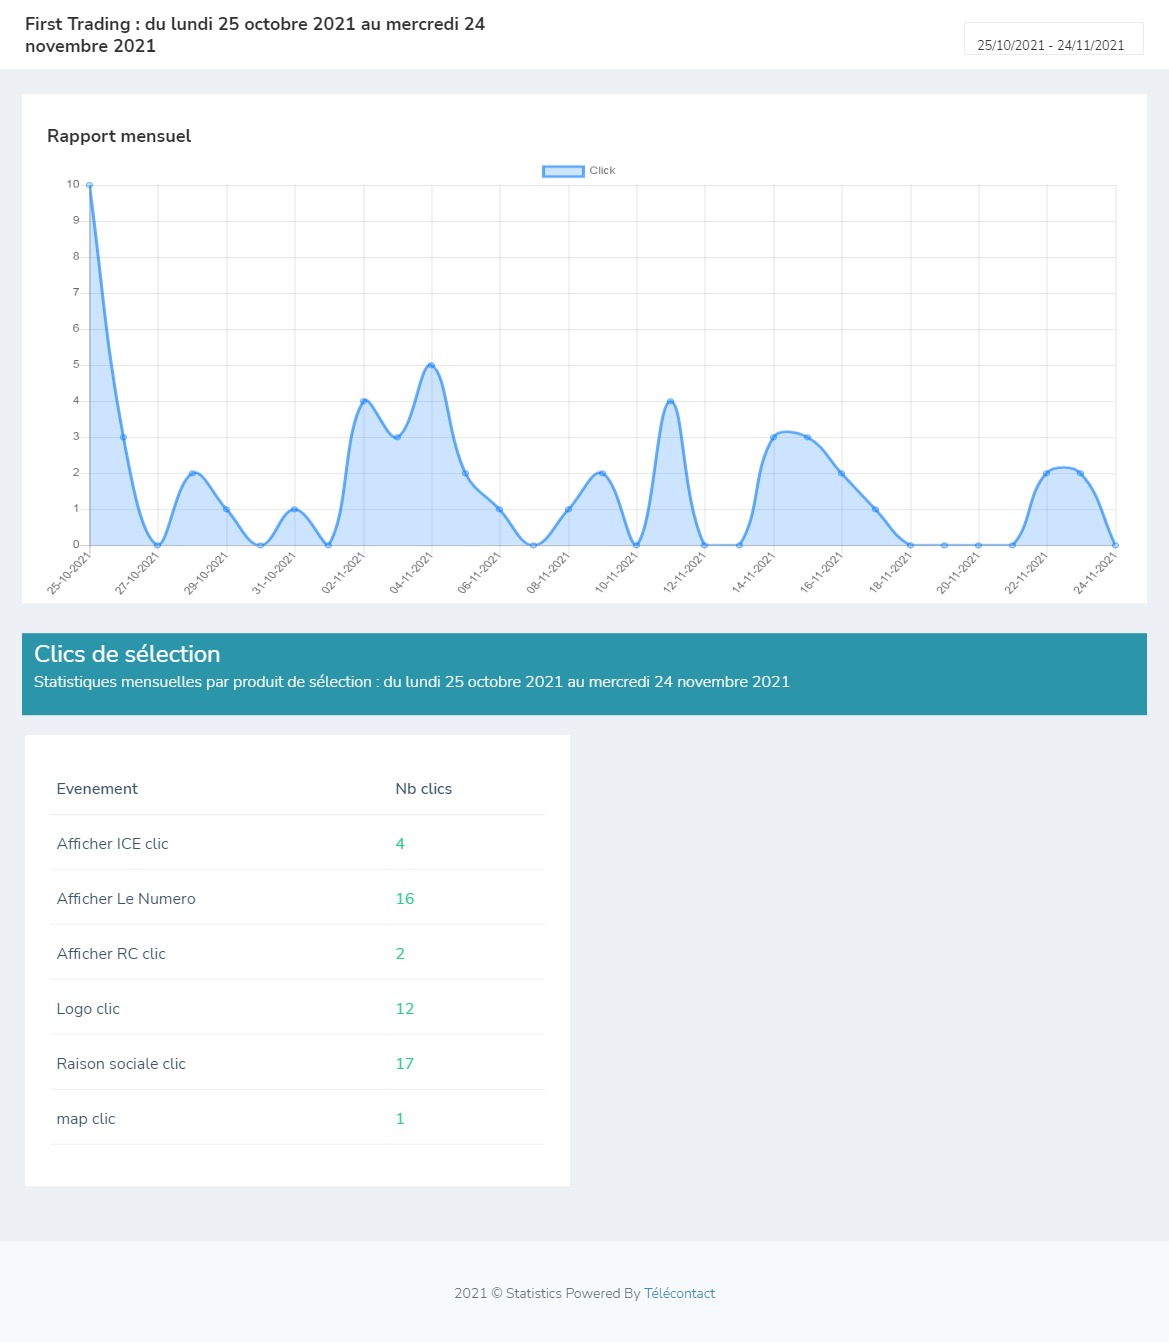 First Trading : du lundi 25 octobre 2021 au mercredi 24
novembre 2021
25/10/2021 - 24/11/2021
Rapport mensuel
Click
10
9
8
7
6
5
4
3
2
1
0
25-10-2021
27-10-2021
29-10-2021
31-10-2021
02-11-2021
04-11-2021
06-11-2021
08-11-2021
10-11-2021
12-11-2021
14-11-2021
16-11-2021
18-11-2021
20-11-2021
22-11-2021
24-11-2021
Clics de sélection
Statistiques mensuelles par produit de sélection : du lundi 25 octobre 2021 au mercredi 24 novembre 2021
Evenement Nb clics
Afficher ICE clic 4
Afficher Le Numero 16
Afficher RC clic 2
Logo clic 12
Raison sociale clic 17
map clic 1
2021 © Statistics Powered By Télécontact